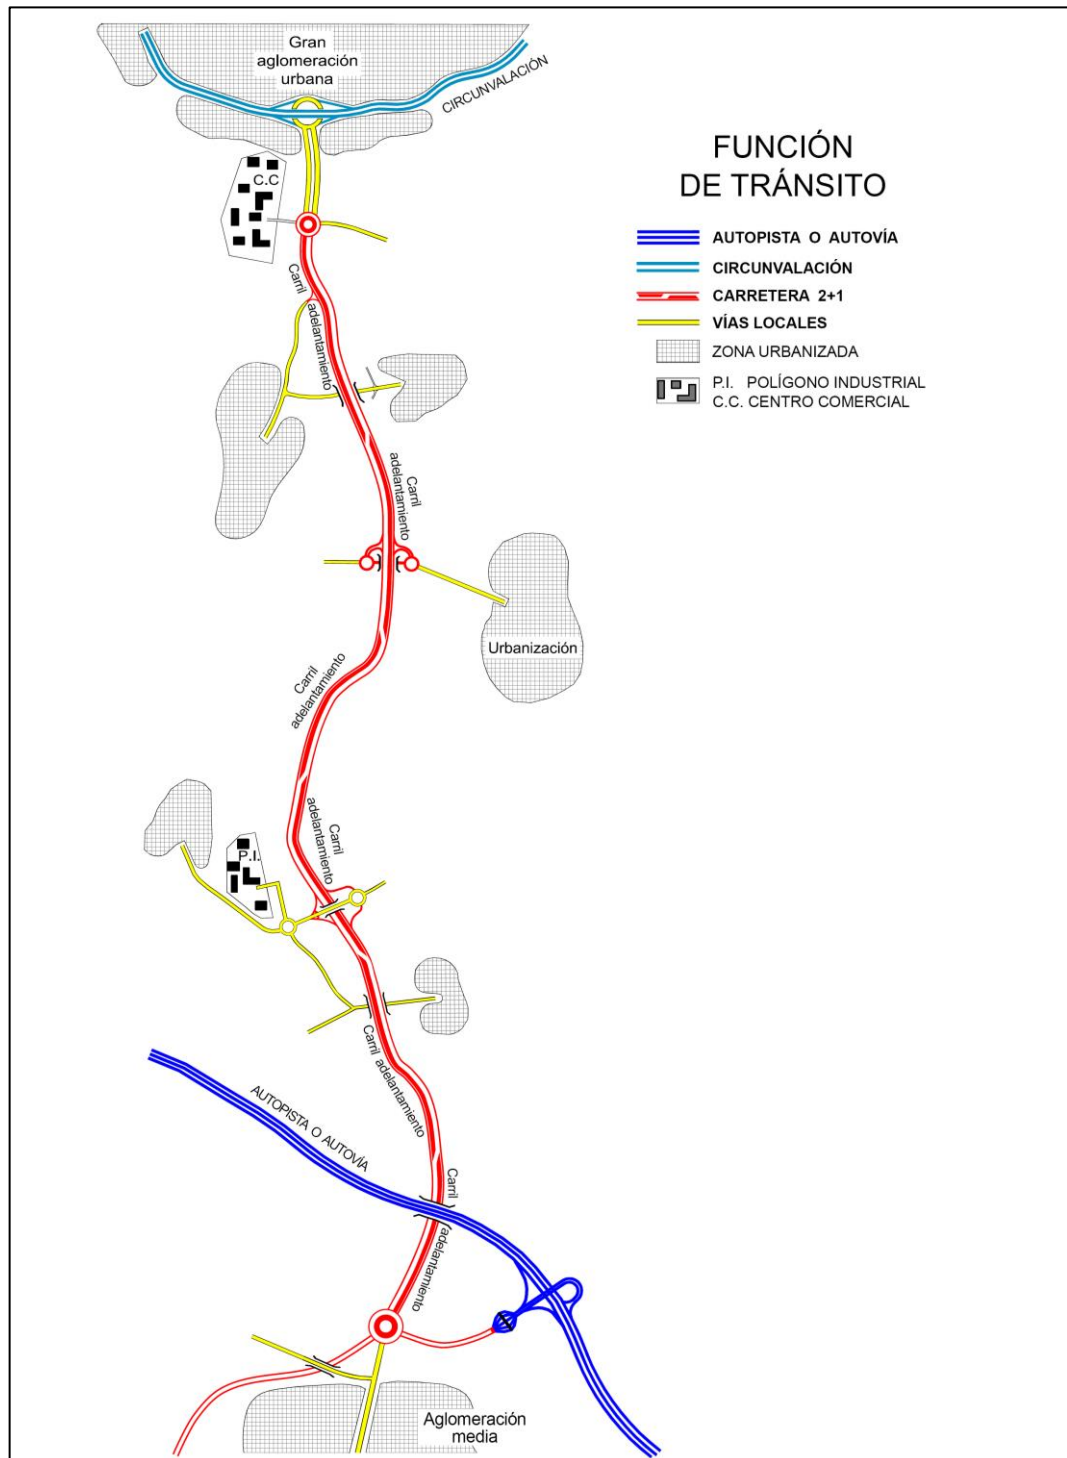 Gran
aglomeración
urbana
CIRCUNVALACIÓN
C.C
FUNCIÓN
DE TRÁNSITO
AUTOPISTA O AUTOVÍA
CIRCUNVALACIÓN
CARRETERA 2+1
VÍAS LOCALES
ZONA URBANIZADA
P.I. POLÍGONO INDUSTRIAL
C.C. CENTRO COMERCIAL
Carril
adelantamiento
Carril
adelantamiento
Urbanización
Carril
adelantamiento
Carril
adelantamiento
P.I.
Carril adelantamiento
AUTOPISTA O AUTOVÍA
Carril
adelantamiento
Aglomeración
media